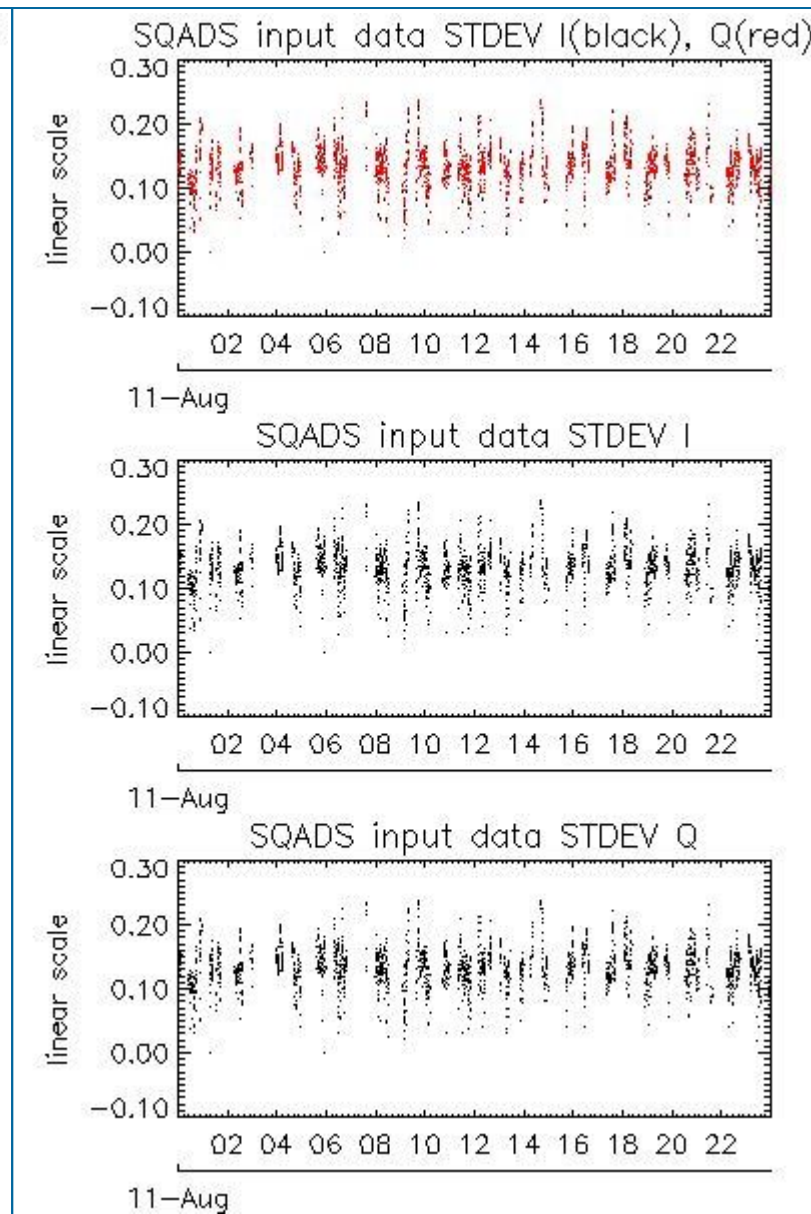 SQADS input data STDEV I(black), Q(red)
0.30
0.20
0.10
0.00
-0.10
linear scale
02 04 06 08 10 12 14 16 18 20 22
11-Aug
SQADS input data STDEV I
0.30
0.20
0.10
0.00
-0.10
linear scale
02 04 06 08 10 12 14 16 18 20 22
11-Aug
SQADS input data STDEV Q
0.30
0.20
0.10
0.00
-0.10
linear scale
02 04 06 08 10 12 14 16 18 20 22
11-Aug